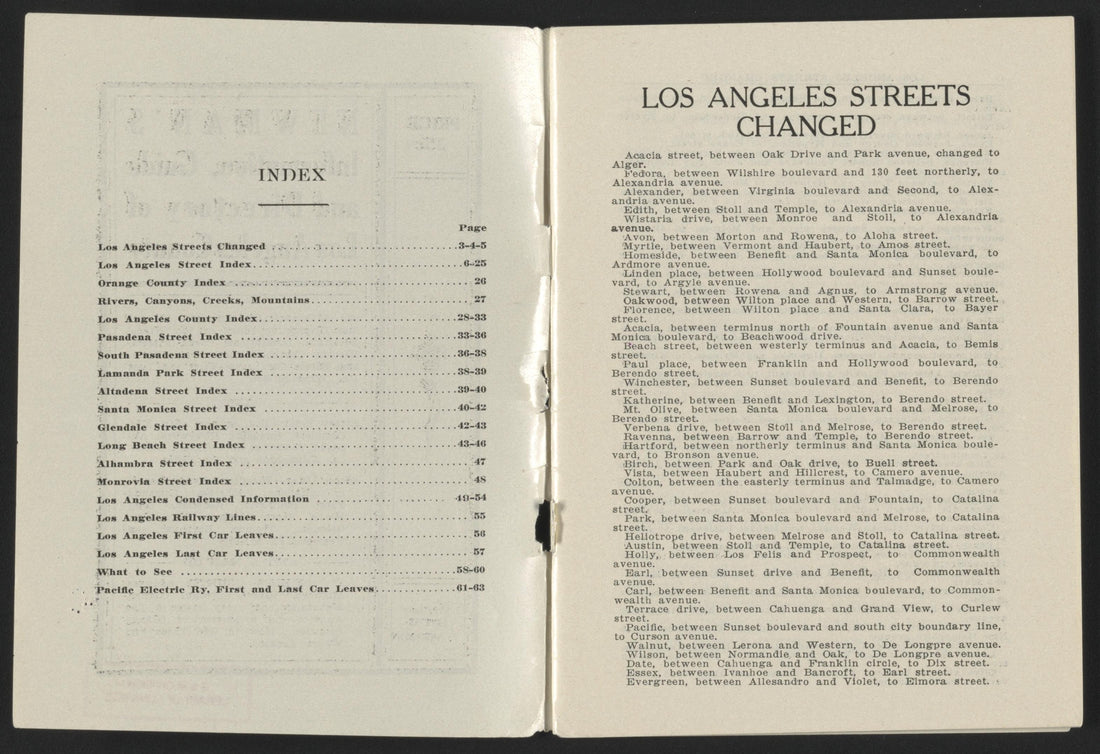 INDEX
Page
Los Angeles Streets Changed ................................ 3-4-5
Los Angeles Street Index.................................... 6-25
Orange County Index ........................................ 26
Rivers, Canyons, Creeks, Mountains.......................... 27
Los Angeles County Index.................................... 28-33
Pasadena Street Index ...................................... 33-36
South Pasadena Street Index ................................ 36-38
Lamanda Park Street Index .................................. 38-39
Altadena Street Index ...................................... 39-40
Santa Monica Street Index .................................. 40-42
Glendale Street Index ...................................... 42-43
Long Beach Street Index .................................... 43-46
Alhambra Street Index ...................................... 47
Monrovia Street Index ...................................... 48
Los Angeles Condensed Information .......................... 49-54
Los Angeles Railway Lines................................... 55
Los Angeles First Car Leaves................................ 56
Los Angeles Last Car Leaves................................. 57
What to See ................................................ 58-60
Pacific Electric Ry. First and Last Car Leaves.............. 61-63
LOS ANGELES STREETS
CHANGED
Acacia street, between Oak Drive and Park avenue, changed to
Alger.
Fedora, between Wilshire boulevard and 130 feet northerly, to
Alexandria avenue.
Alexander, between Virginia boulevard and Second, to Alex-
andria avenue.
Edith, between Stoll and Temple, to Alexandria avenue.
Wistaria drive, between Monroe and Stoll, to Alexandria
avenue.
Avon, between Morton and Rowena, to Aloha street.
Myrtle, between Vermont and Haubert, to Amos street.
Homeside, between Benefit and Santa Monica boulevard, to
Ardmore avenue.
Linden place, between Hollywood boulevard and Sunset boule-
vard, to Argyle avenue.
Stewart, between Rowena and Agnus, to Armstrong avenue.
Oakwood, between Wilton place and Western, to Barrow street.
Florence, between Wilton place and Santa Clara, to Bayer
street.
Acacia, between terminus north of Fountain avenue and Santa
Monica boulevard, to Beachwood drive.
Beach street, between westerly terminus and Acacia, to Bemis
street.
Paul place, between Franklin and Hollywood boulevard, to
Berendo street.
Winchester, between Sunset boulevard and Benefit, to Berendo
street.
Katherine, between Benefit and Lexington, to Berendo street.
Mt. Olive, between Santa Monica boulevard and Melrose, to
Berendo street.
Verbena drive, between Stoll and Melrose, to Berendo street.
Ravenna, between Barrow and Temple, to Berendo street.
Hartford, between northerly terminus and Santa Monica boule-
vard, to Bronson avenue.
Birch, between Park and Oak drive, to Buell street.
Vista, between Haubert and Hillcrest, to Camero avenue.
Colton, between the easterly terminus and Talmadge, to Camero
avenue.
Cooper, between Sunset boulevard and Fountain, to Catalina
street.
Park, between Santa Monica boulevard and Melrose, to Catalina
street.
Heliotrope drive, between Melrose and Stoll, to Catalina street.
Austin, between Stoll and Temple, to Catalina street.
Holly, between Los Felis and Prospect, to Commonwealth
avenue.
Earl, between Sunset drive and Benefit, to Commonwealth
avenue.
Carl, between Benefit and Santa Monica boulevard, to Common-
wealth avenue.
Terrace drive, between Cahuenga and Grand View, to Curlew
street.
Pacific, between Sunset boulevard and south city boundary line,
to Curson avenue.
Walnut, between Lerona and Western, to De Longpre avenue.
Wilson, between Normandie and Oak, to De Longpre avenue.
Date, between Cahuenga and Franklin circle, to Dix street.
Essex, between Ivanhoe and Bancroft, to Earl street.
Evergreen, between Allesandro and Violet, to Elmora street.